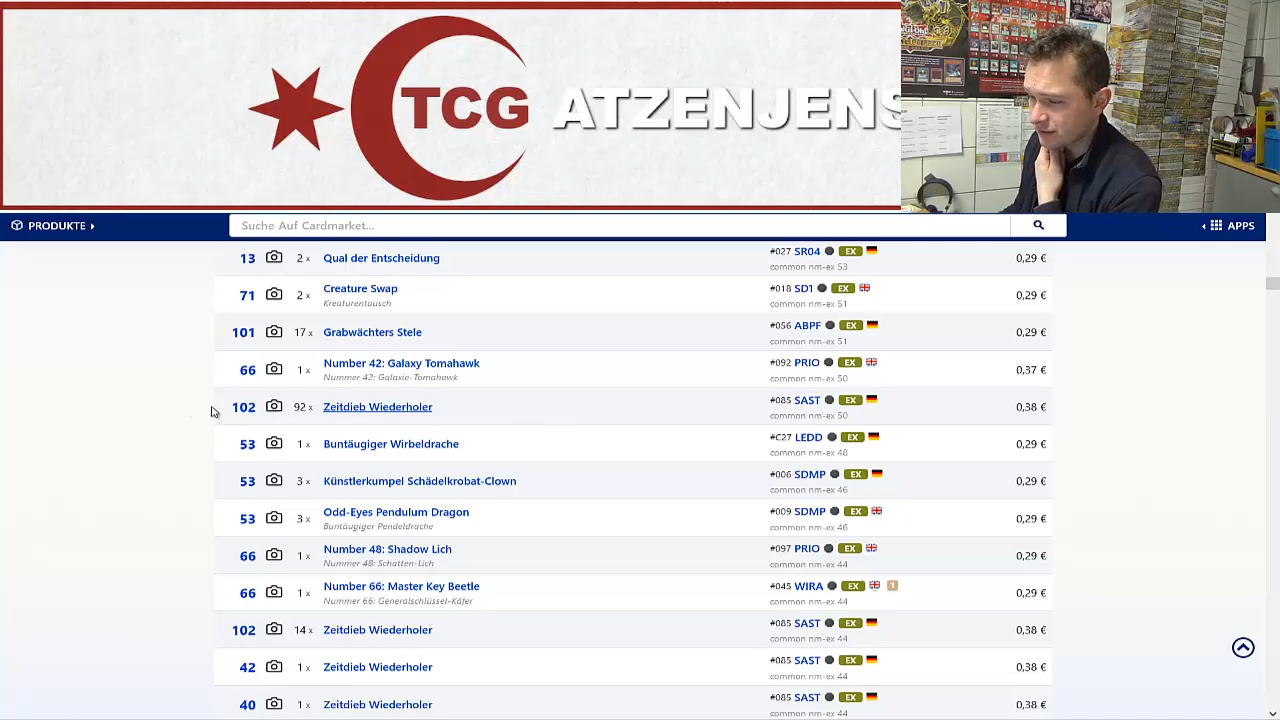 TCG ATZENJENS
PRODUKTE
Suche Auf Cardmarket...
APPS
13 2 x Qual der Entscheidung #027 SR04 EX 0,29 €
common nm-ex 53
71 2 x Creature Swap #018 SD1 EX 0,29 €
Kreaturentausch common nm-ex 51
101 17 x Grabwächters Stele #056 ABPF EX 0,29 €
common nm-ex 51
66 1 x Number 42: Galaxy Tomahawk #092 PRIO EX 0,37 €
Nummer 42: Galaxie-Tomahawk common nm-ex 50
102 92 x Zeitdieb Wiederholer #085 SAST EX 0,38 €
common nm-ex 50
53 1 x Buntäugiger Wirbeldrache #C27 LEDD EX 0,29 €
common nm-ex 48
53 3 x Künstlerkumpel Schädelkrobat-Clown #006 SDMP EX 0,29 €
common nm-ex 46
53 3 x Odd-Eyes Pendulum Dragon #009 SDMP EX 0,29 €
Buntäugiger Pendeldrache common nm-ex 46
66 1 x Number 48: Shadow Lich #097 PRIO EX 0,29 €
Nummer 48: Schatten-Lich common nm-ex 44
66 1 x Number 66: Master Key Beetle #045 WIRA EX 1 0,29 €
Nummer 66: Generalschlüssel-Käfer common nm-ex 44
102 14 x Zeitdieb Wiederholer #085 SAST EX 0,38 €
common nm-ex 44
42 1 x Zeitdieb Wiederholer #085 SAST EX 0,38 €
common nm-ex 44
40 1 x Zeitdieb Wiederholer #085 SAST EX 0,38 €
common nm-ex 44